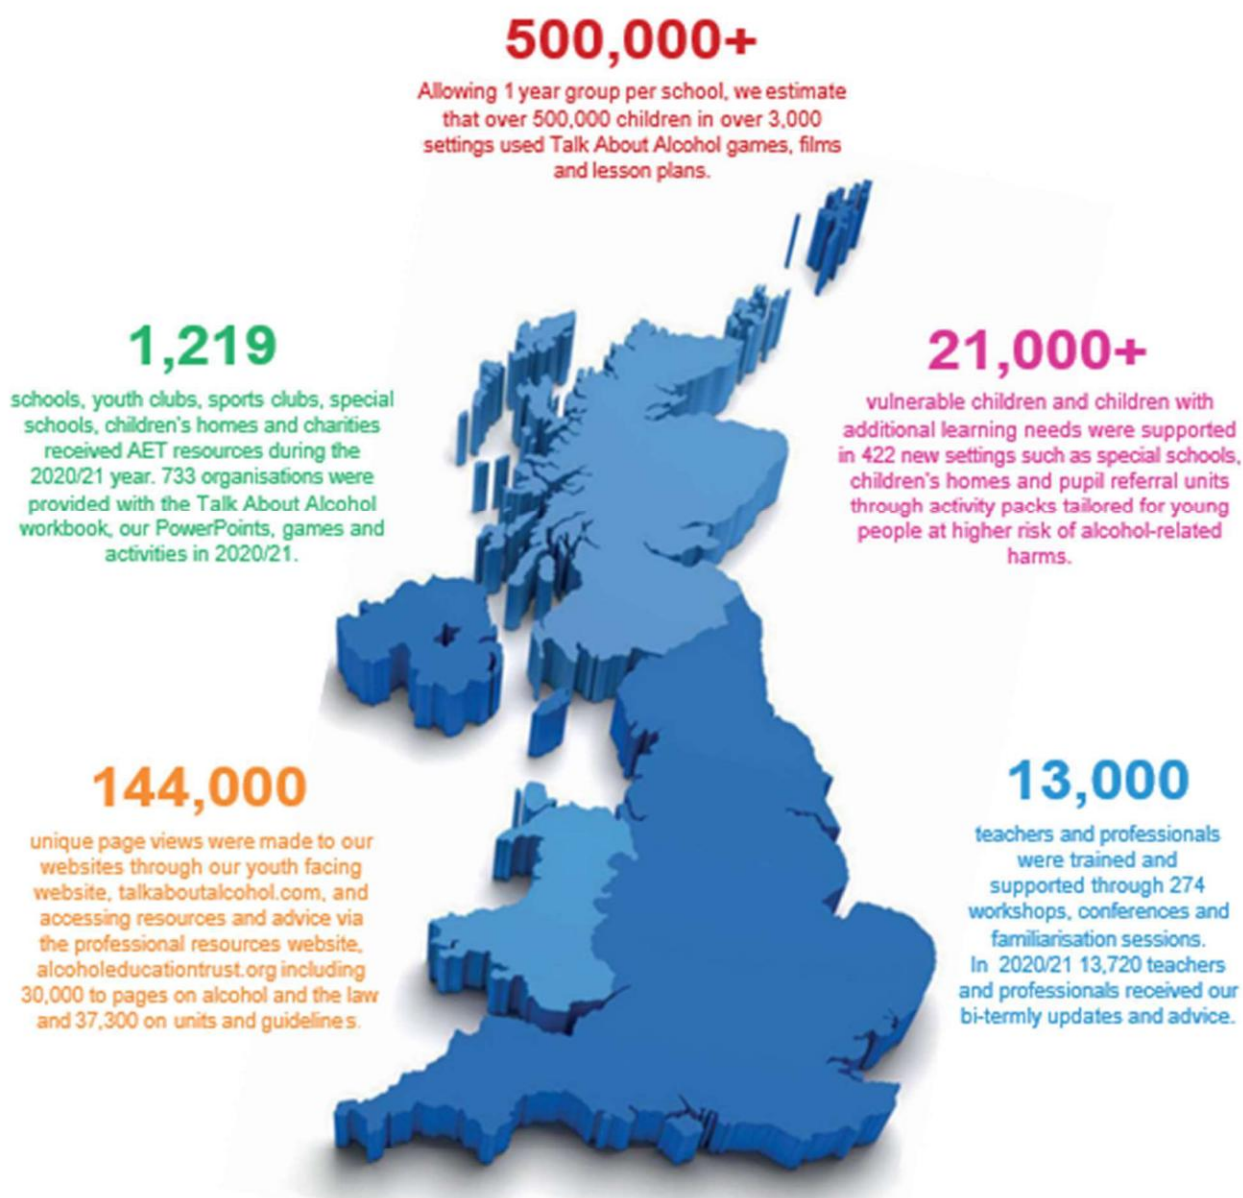 500,000+
Allowing 1 year group per school, we estimate
that over 500,000 children in over 3,000
settings used Talk About Alcohol games, films
and lesson plans.
1,219
schools, youth clubs, sports clubs, special
schools, children's homes and charities
received AET resources during the
2020/21 year. 733 organisations were
provided with the Talk About Alcohol
workbook, our PowerPoints, games and
activities in 2020/21.
21,000+
vulnerable children and children with
additional learning needs were supported
in 422 new settings such as special schools,
children's homes and pupil referral units
through activity packs tailored for young
people at higher risk of alcohol-related
harms.
144,000
unique page views were made to our
websites through our youth facing
website, talkaboutalcohol.com, and
accessing resources and advice via
the professional resources website,
alcoholeducationtrust.org including
30,000 to pages on alcohol and the law
and 37,300 on units and guidelines.
13,000
teachers and professionals
were trained and
supported through 274
workshops, conferences and
familiarisation sessions.
In 2020/21 13,720 teachers
and professionals received our
bi-termly updates and advice.